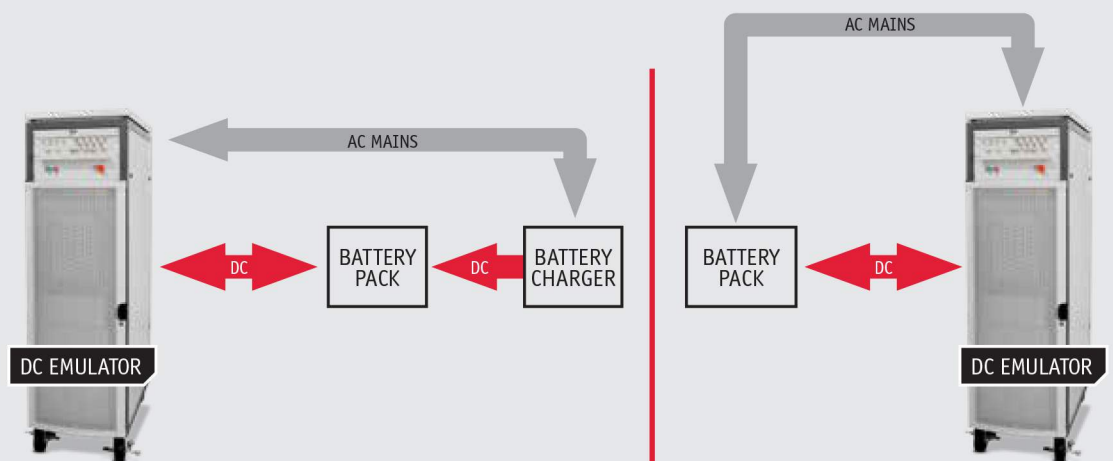 AC MAINS
DC
BATTERY
PACK
DC
BATTERY
CHARGER
DC EMULATOR
AC MAINS
BATTERY
PACK
DC
DC EMULATOR